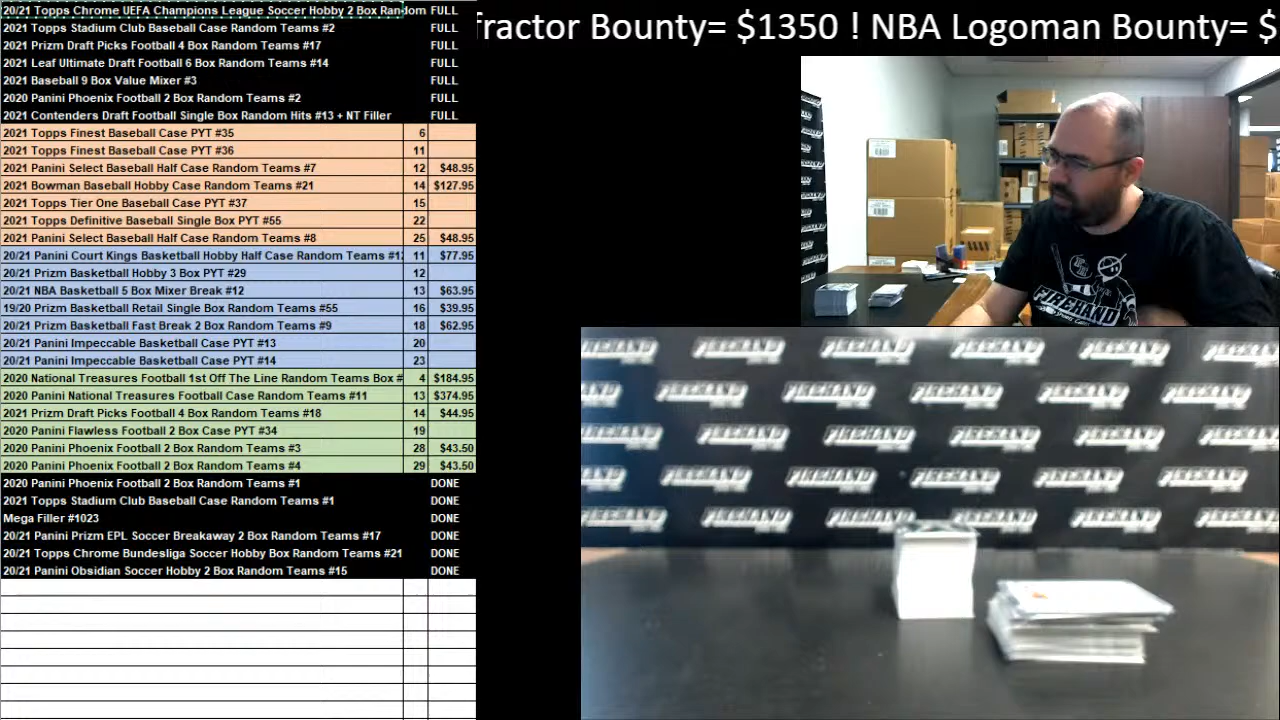 20/21 Topps Chrome UEFA Champions League Soccer Hobby 2 Box Random FULL
2021 Topps Stadium Club Baseball Case Random Teams #2 FULL
2021 Prizm Draft Picks Football 4 Box Random Teams #17 FULL
2021 Leaf Ultimate Draft Football 6 Box Random Teams #14 FULL
2021 Baseball 9 Box Value Mixer #3 FULL
2020 Panini Phoenix Football 2 Box Random Teams #2 FULL
2021 Contenders Draft Football Single Box Random Hits #13 + NT Filler FULL
2021 Topps Finest Baseball Case PYT #35 6
2021 Topps Finest Baseball Case PYT #36 11
2021 Panini Select Baseball Half Case Random Teams #7 12 $48.95
2021 Bowman Baseball Hobby Case Random Teams #21 14 $127.95
2021 Topps Tier One Baseball Case PYT #37 15
2021 Topps Definitive Baseball Single Box PYT #55 22
2021 Panini Select Baseball Half Case Random Teams #8 25 $48.95
20/21 Panini Court Kings Basketball Hobby Half Case Random Teams #1 11 $77.95
20/21 Prizm Basketball Hobby 3 Box PYT #29 12
20/21 NBA Basketball 5 Box Mixer Break #12 13 $63.95
19/20 Prizm Basketball Retail Single Box Random Teams #55 16 $39.95
20/21 Prizm Basketball Fast Break 2 Box Random Teams #9 18 $62.95
20/21 Panini Impeccable Basketball Case PYT #13 20
20/21 Panini Impeccable Basketball Case PYT #14 23
2020 National Treasures Football 1st Off The Line Random Teams Box # 4 $184.95
2020 Panini National Treasures Football Case Random Teams #11 13 $374.95
2021 Prizm Draft Picks Football 4 Box Random Teams #18 14 $44.95
2020 Panini Flawless Football 2 Box Case PYT #34 19
2020 Panini Phoenix Football 2 Box Random Teams #3 28 $43.50
2020 Panini Phoenix Football 2 Box Random Teams #4 29 $43.50
2020 Panini Phoenix Football 2 Box Random Teams #1 DONE
2021 Topps Stadium Club Baseball Case Random Teams #1 DONE
Mega Filler #1023 DONE
20/21 Panini Prizm EPL Soccer Breakaway 2 Box Random Teams #17 DONE
20/21 Topps Chrome Bundesliga Soccer Hobby Box Random Teams #21 DONE
20/21 Panini Obsidian Soccer Hobby 2 Box Random Teams #15 DONE
ractor Bounty= $1350 ! NBA Logoman Bounty= $
FIREHAND